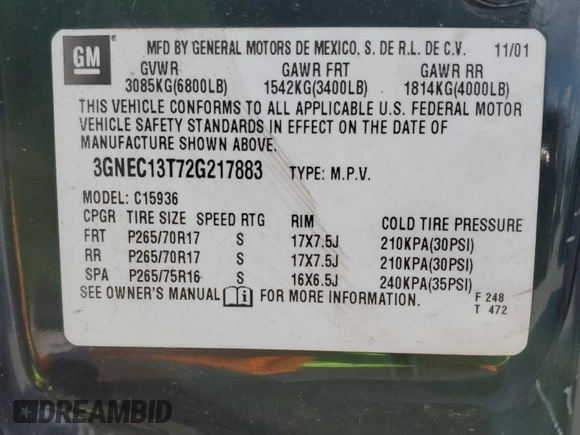 GM
MFD BY GENERAL MOTORS DE MEXICO, S. DE R.L. DE C.V. 11/01
GVWR GAWR FRT GAWR RR
3085KG(6800LB) 1542KG(3400LB) 1814KG(4000LB)
THIS VEHICLE CONFORMS TO ALL APPLICABLE U.S. FEDERAL MOTOR
VEHICLE SAFETY STANDARDS IN EFFECT ON THE DATE OF
MANUFACTURE SHOWN ABOVE.
3GNEC13T72G217883 TYPE: M.P.V.
MODEL: C15936
CPGR TIRE SIZE SPEED RTG RIM COLD TIRE PRESSURE
FRT P265/70R17 S 17X7.5J 210KPA(30PSI)
RR P265/70R17 S 17X7.5J 210KPA(30PSI)
SPA P265/75R16 S 16X6.5J 240KPA(35PSI)
SEE OWNER'S MANUAL i FOR MORE INFORMATION.
F 248
T 472
DREAMBID